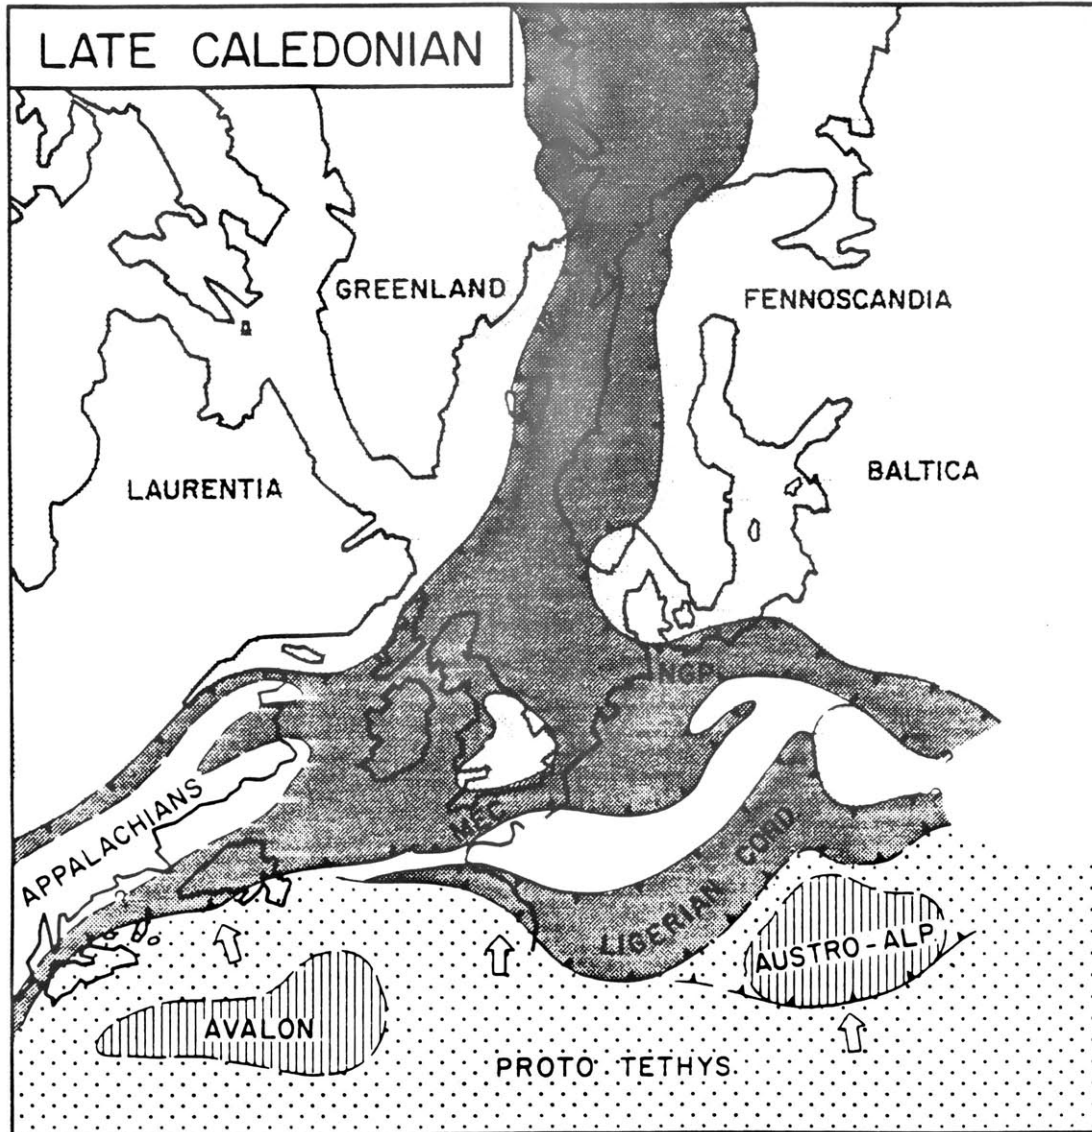 LATE CALEDONIAN
GREENLAND
FENNOSCANDIA
LAURENTIA
BALTICA
NGP
MEC
APPALACHIANS
?
LIGERIAN CORD.
AUSTRO-ALP.
AVALON
PROTO TETHYS